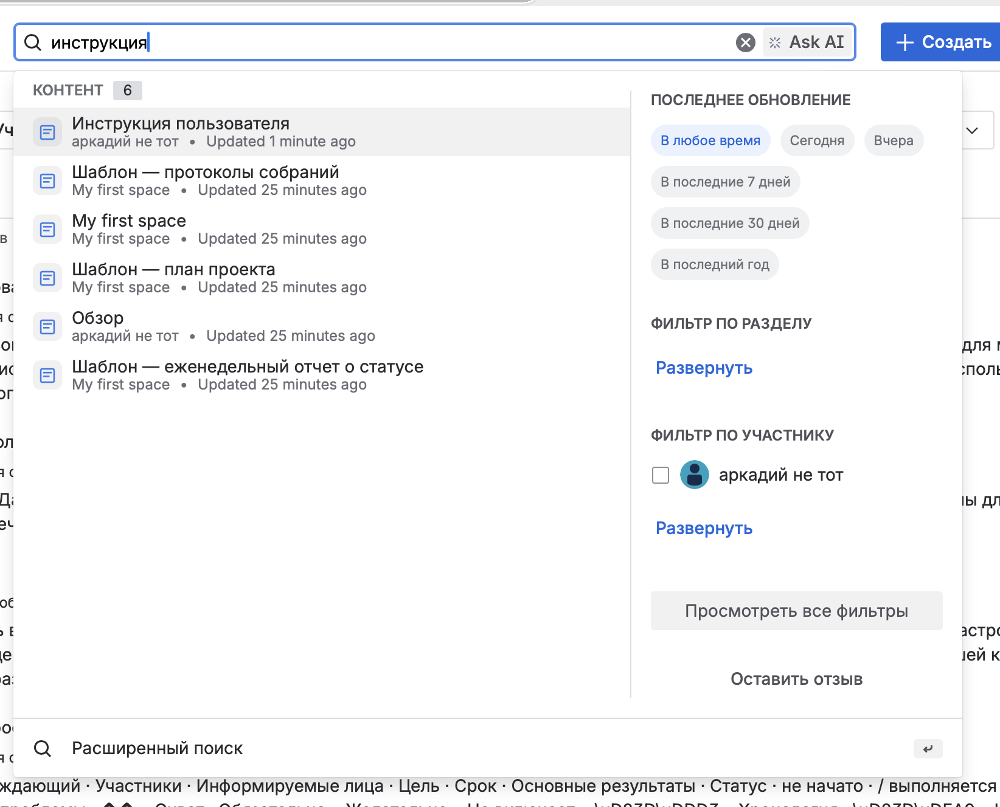 инструкция
Ask AI
Создать
КОНТЕНТ 6
Инструкция пользователя
аркадий не тот • Updated 1 minute ago
Шаблон — протоколы собраний
My first space • Updated 25 minutes ago
My first space
My first space • Updated 25 minutes ago
Шаблон — план проекта
My first space • Updated 25 minutes ago
Обзор
аркадий не тот • Updated 25 minutes ago
Шаблон — еженедельный отчет о статусе
My first space • Updated 25 minutes ago
ПОСЛЕДНЕЕ ОБНОВЛЕНИЕ
В любое время
Сегодня
Вчера
В последние 7 дней
В последние 30 дней
В последний год
ФИЛЬТР ПО РАЗДЕЛУ
Развернуть
ФИЛЬТР ПО УЧАСТНИКУ
аркадий не тот
Развернуть
Просмотреть все фильтры
Оставить отзыв
Расширенный поиск
для
ждающий · Участники · Информируемые лица · Цель · Срок · Основные результаты · Статус · не начато · / выполняется